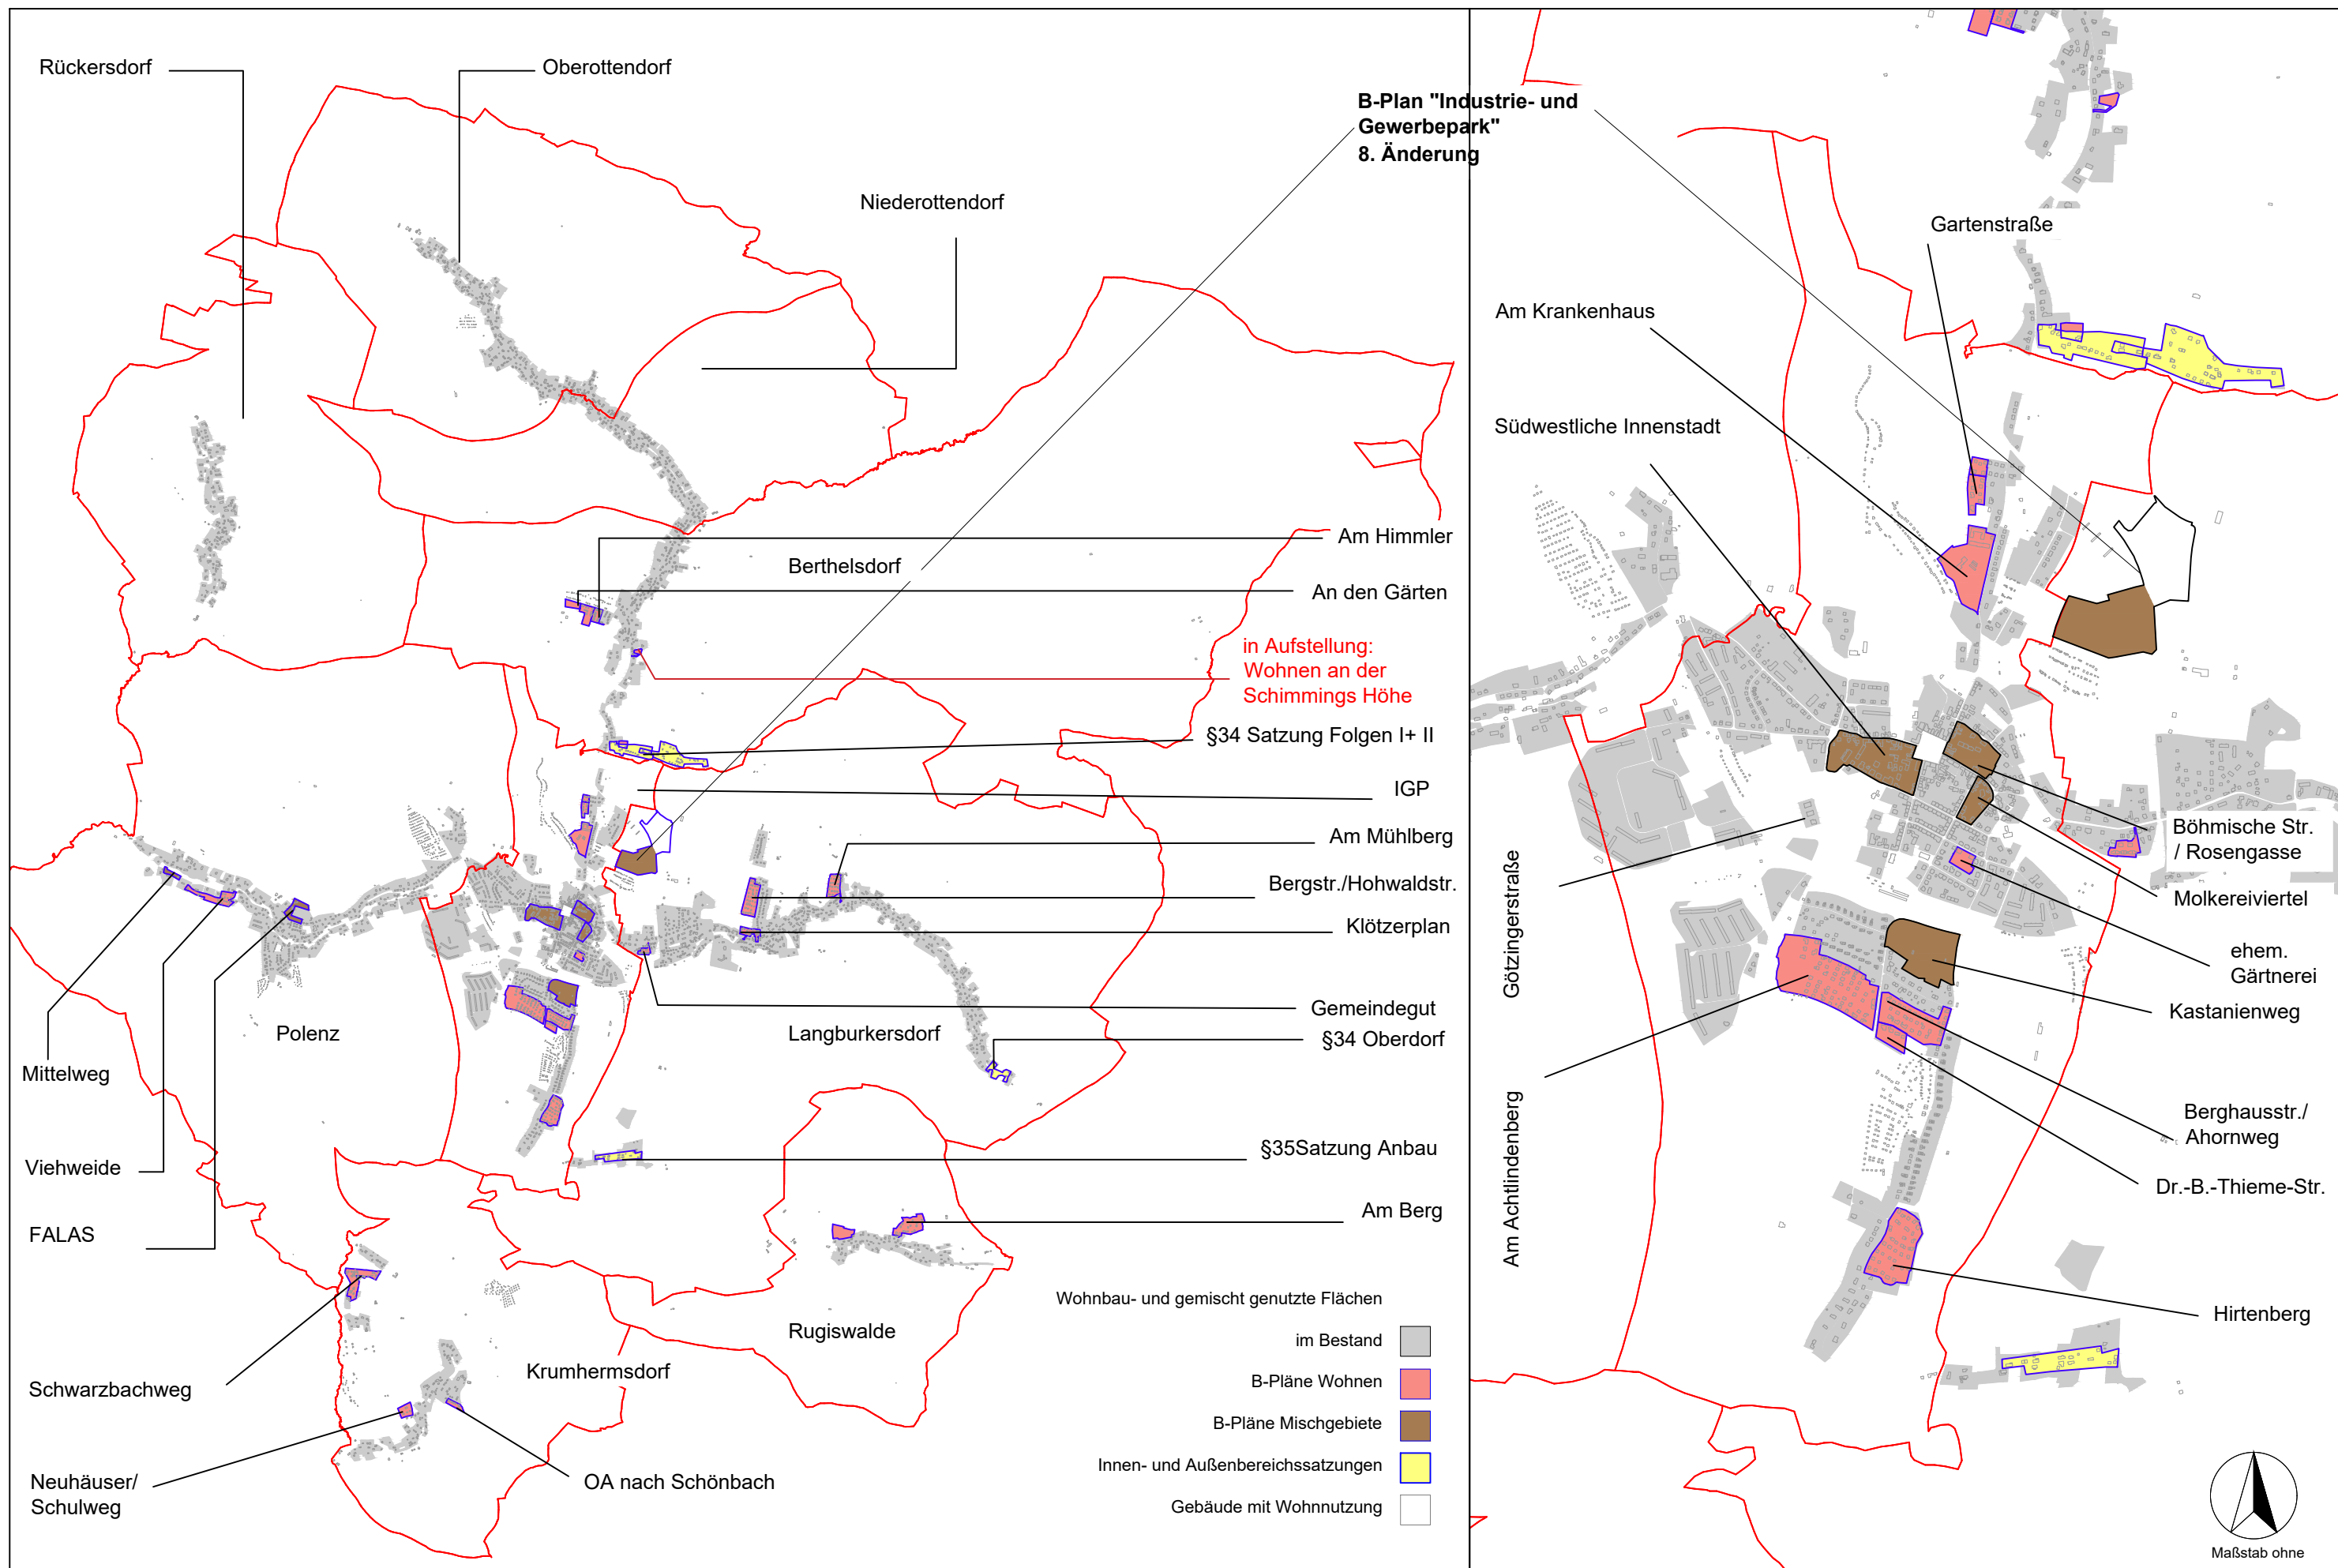 Rückersdorf
Oberottendorf
B-Plan "Industrie- und
Gewerbepark"
8. Änderung
Niederottendorf
Am Himmler
Berthelsdorf
An den Gärten
in Aufstellung:
Wohnen an der
Schimmings Höhe
§34 Satzung Folgen I+ II
IGP
Am Mühlberg
Bergstr./Hohwaldstr.
Klötzerplan
Gemeindegut
§34 Oberdorf
Polenz
Langburkersdorf
Mittelweg
Viehweide
FALAS
§35Satzung Anbau
Am Berg
Schwarzbachweg
Neuhäuser/
Schulweg
Krumhermsdorf
OA nach Schönbach
Rugiswalde
Wohnbau- und gemischt genutzte Flächen
im Bestand
B-Pläne Wohnen
B-Pläne Mischgebiete
Innen- und Außenbereichssatzungen
Gebäude mit Wohnnutzung
Gartenstraße
Am Krankenhaus
Südwestliche Innenstadt
Götzingerstraße
Am Achtlindenberg
Böhmische Str.
/ Rosengasse
Molkereiviertel
ehem.
Gärtnerei
Kastanienweg
Berghausstr./
Ahornweg
Dr.-B.-Thieme-Str.
Hirtenberg
Maßstab ohne